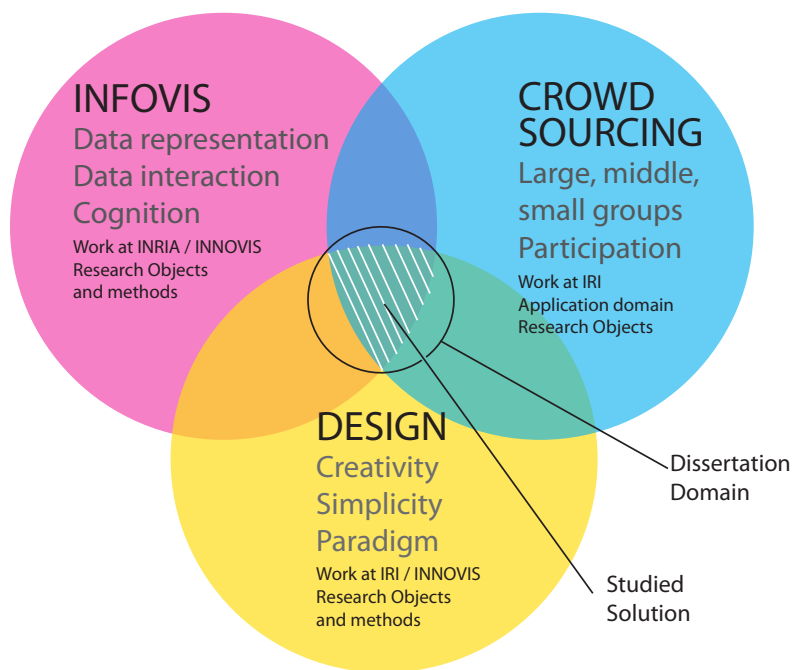 INFOVIS
Data representation
Data interaction
Cognition
Work at INRIA / INNOVIS
Research Objects
and methods
CROWD
SOURCING
Large, middle,
small groups
Participation
Work at IRI
Application domain
Research Objects
DESIGN
Creativity
Simplicity
Paradigm
Work at IRI / INNOVIS
Research Objects
and methods
Dissertation
Domain
Studied
Solution